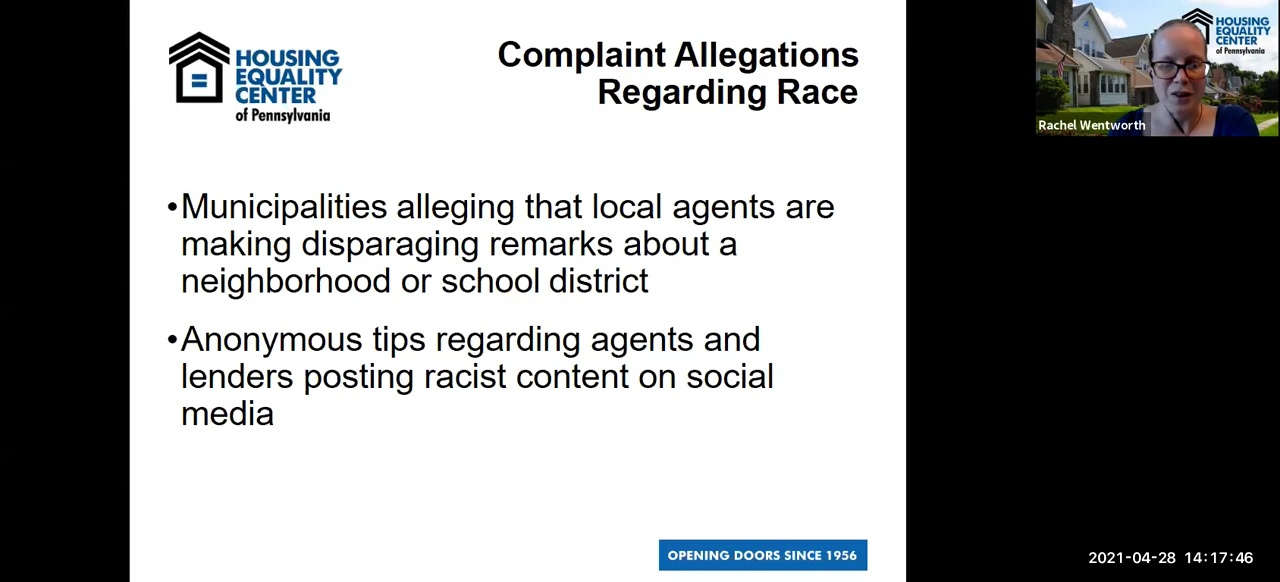 HOUSING
EQUALITY
CENTER
of Pennsylvania
Complaint Allegations
Regarding Race
•Municipalities alleging that local agents are
making disparaging remarks about a
neighborhood or school district
•Anonymous tips regarding agents and
lenders posting racist content on social
media
OPENING DOORS SINCE 1956
HOUSING
EQUALITY
CENTER
of Pennsylvania
Rachel Wentworth
2021-04-28 14:17:46